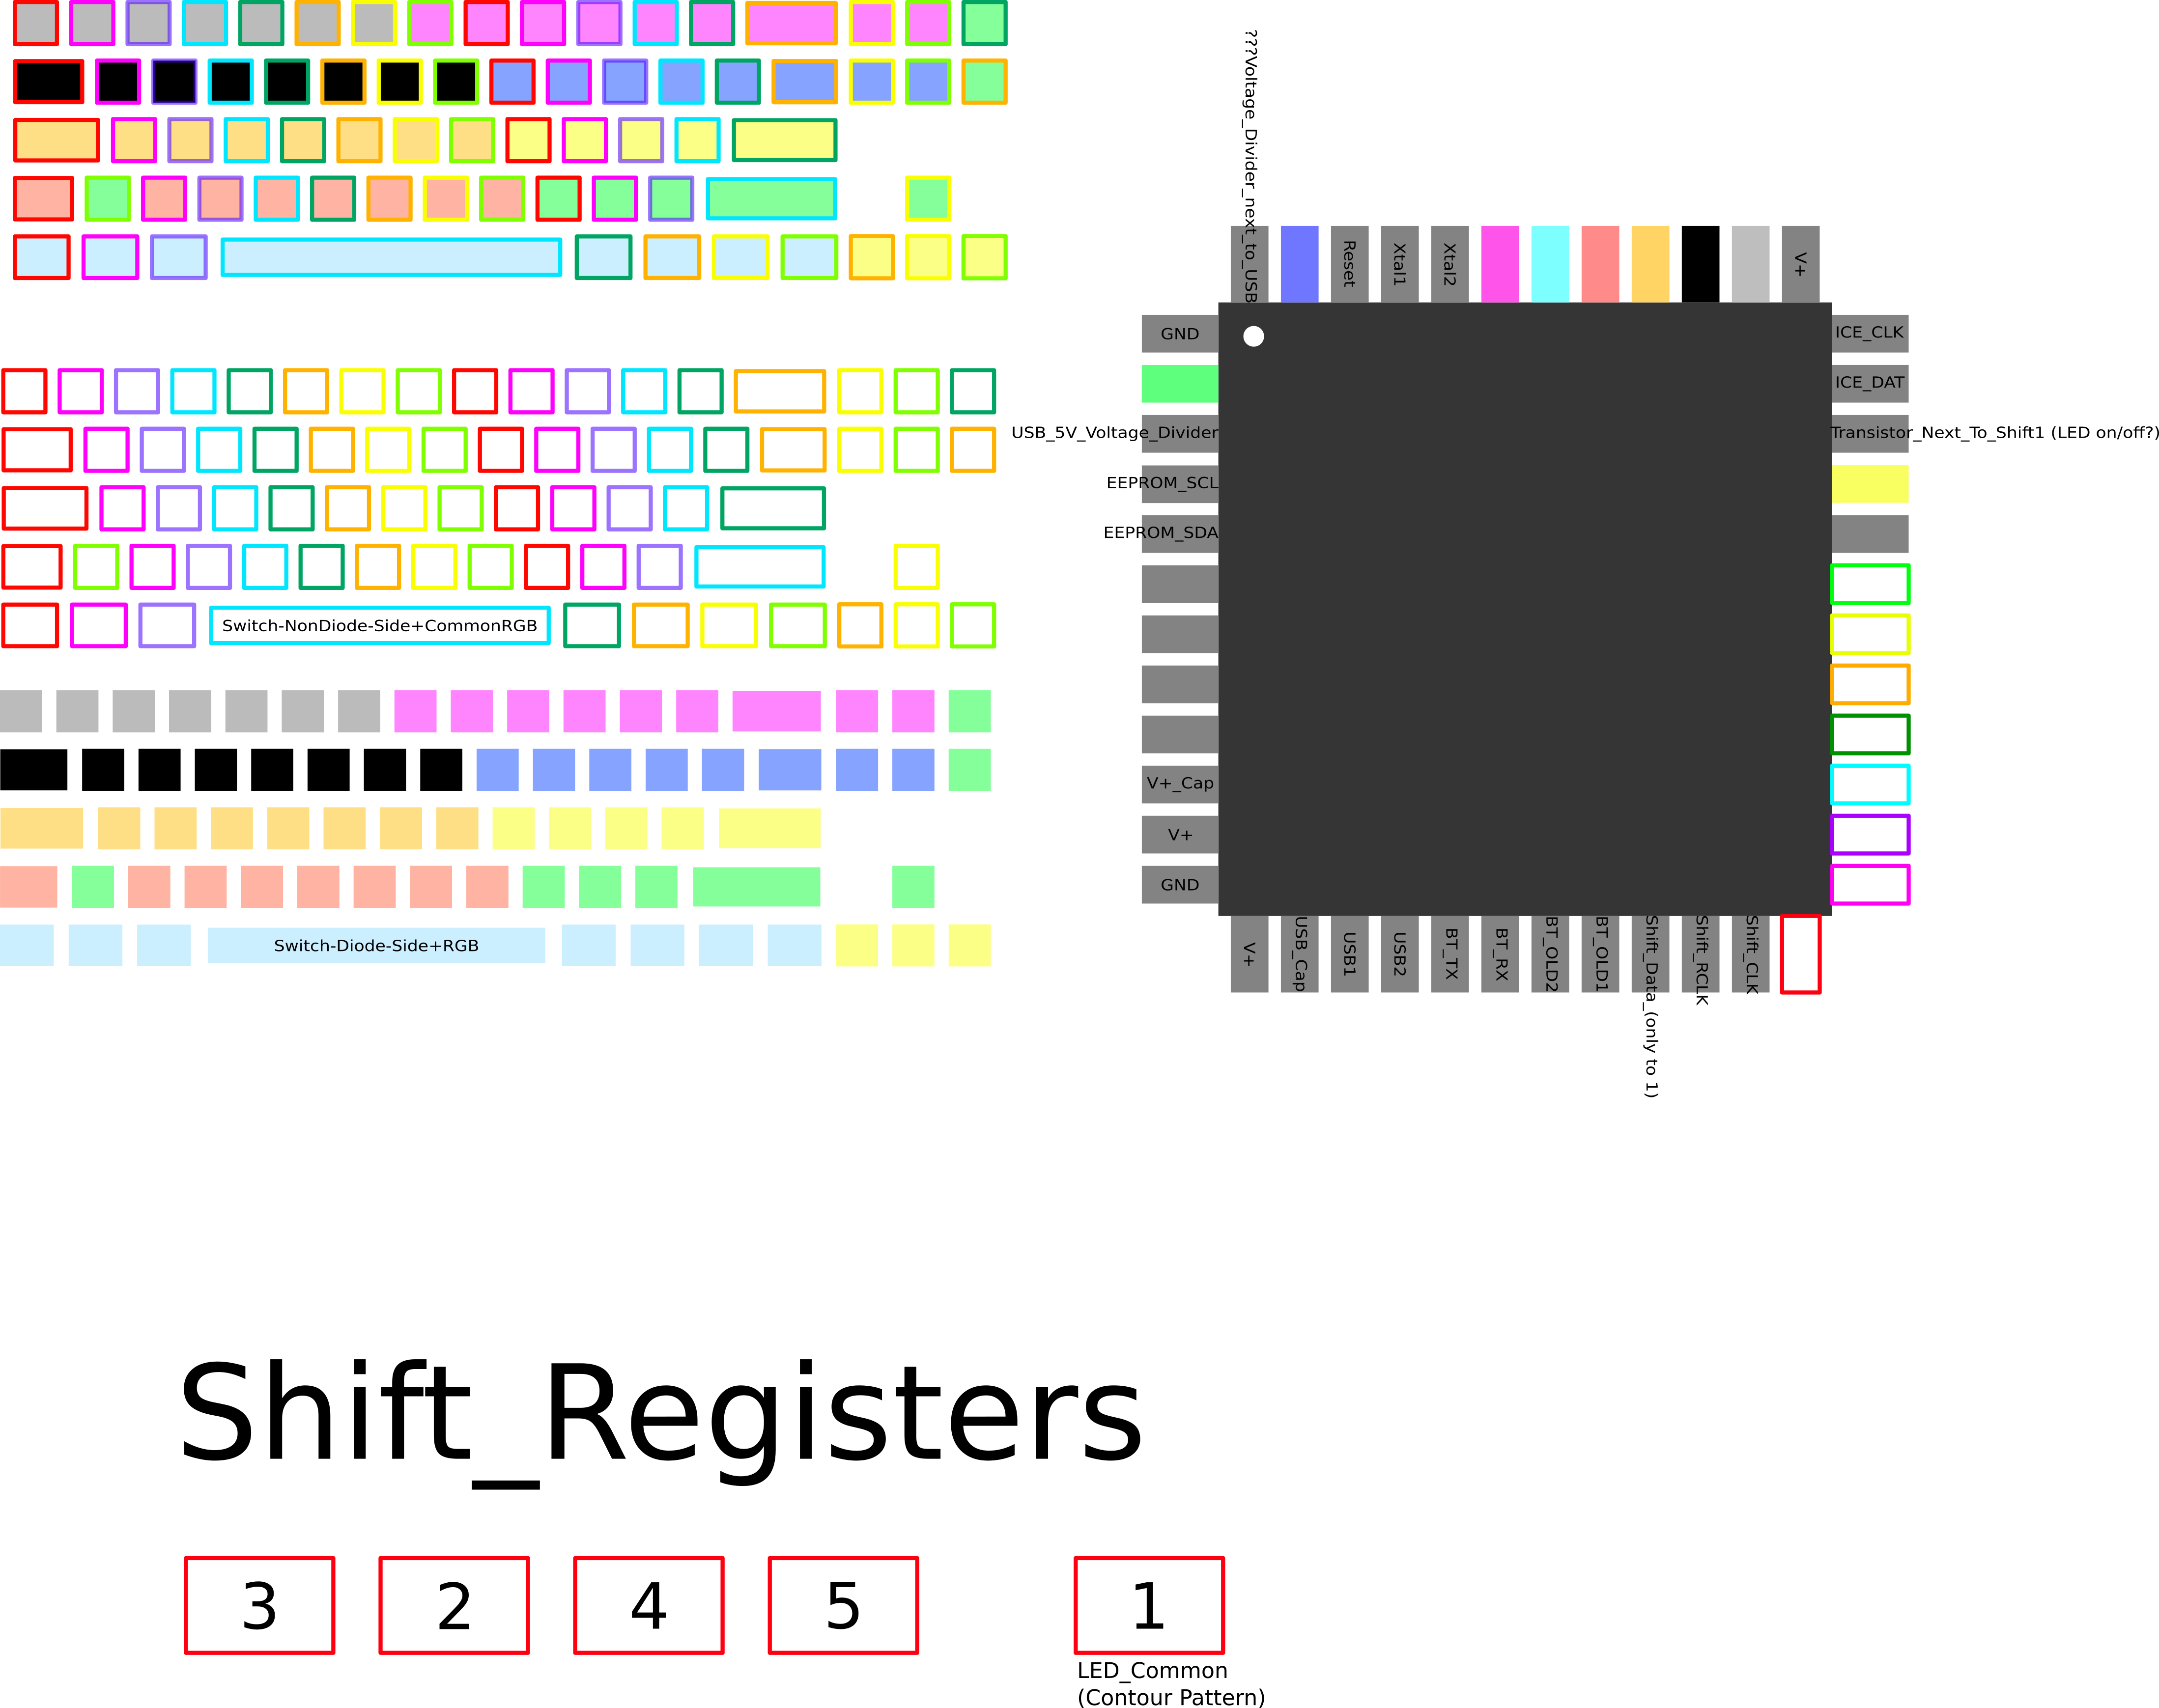 ???Voltage_Divider_next_to_USB
Reset
Xtal1
Xtal2
V+
GND
ICE_CLK
ICE_DAT
USB_5V_Voltage_Divider
Transistor_Next_To_Shift1 (LED on/off?)
EEPROM_SCL
EEPROM_SDA
Switch-NonDiode-Side+CommonRGB
V+_Cap
V+
GND
Switch-Diode-Side+RGB
V+
USB_Cap
USB1
USB2
BT_TX
BT_RX
BT_OLD2
BT_OLD1
Shift_Data_(only to 1)
Shift_RCLK
Shift_CLK
Shift_Registers
3
2
4
5
1
LED_Common
(Contour Pattern)